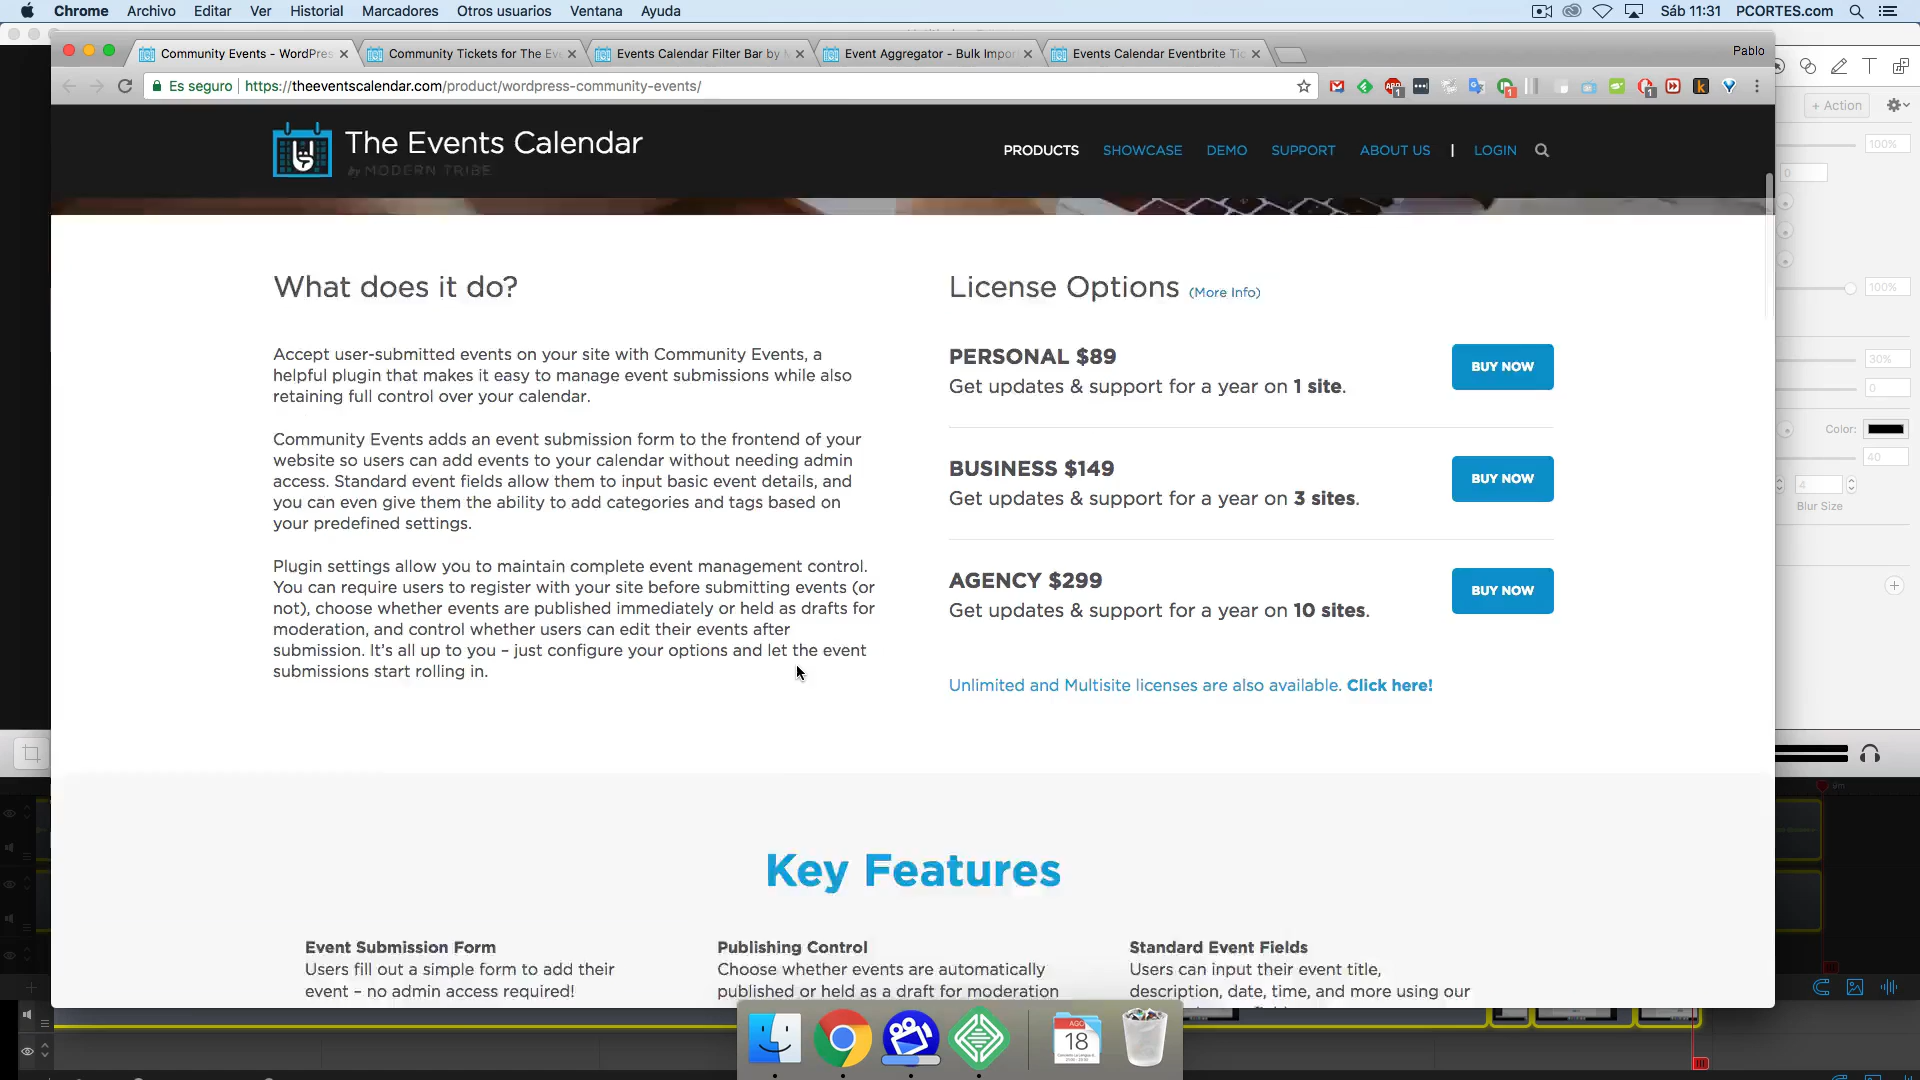 Chrome Archivo Editar Ver Historial Marcadores Otros usuarios Ventana Ayuda Sáb 11:31 PCORTES.com
Community Events - WordPres Community Tickets for The Ev Events Calendar Filter Bar by M Event Aggregator - Bulk Impor Events Calendar Eventbrite Tic Pablo
Es seguro https://theeventscalendar.com/product/wordpress-community-events/
+ Action
The Events Calendar
by MODERN TRIBE
PRODUCTS SHOWCASE DEMO SUPPORT ABOUT US | LOGIN
100%
0
What does it do?
Accept user-submitted events on your site with Community Events, a
helpful plugin that makes it easy to manage event submissions while also
retaining full control over your calendar.
Community Events adds an event submission form to the frontend of your
website so users can add events to your calendar without needing admin
access. Standard event fields allow them to input basic event details, and
you can even give them the ability to add categories and tags based on
your predefined settings.
Plugin settings allow you to maintain complete event management control.
You can require users to register with your site before submitting events (or
not), choose whether events are published immediately or held as drafts for
moderation, and control whether users can edit their events after
submission. It's all up to you – just configure your options and let the event
submissions start rolling in.
License Options (More Info)
PERSONAL $89
Get updates & support for a year on 1 site.
BUY NOW
BUSINESS $149
Get updates & support for a year on 3 sites.
BUY NOW
AGENCY $299
Get updates & support for a year on 10 sites.
BUY NOW
Unlimited and Multisite licenses are also available. Click here!
100%
30%
0
Color:
40
4
Blur Size
Key Features
Event Submission Form
Users fill out a simple form to add their
event – no admin access required!
Publishing Control
Choose whether events are automatically
published or held as a draft for moderation
Standard Event Fields
Users can input their event title,
description, date, time, and more using our
AGO
18